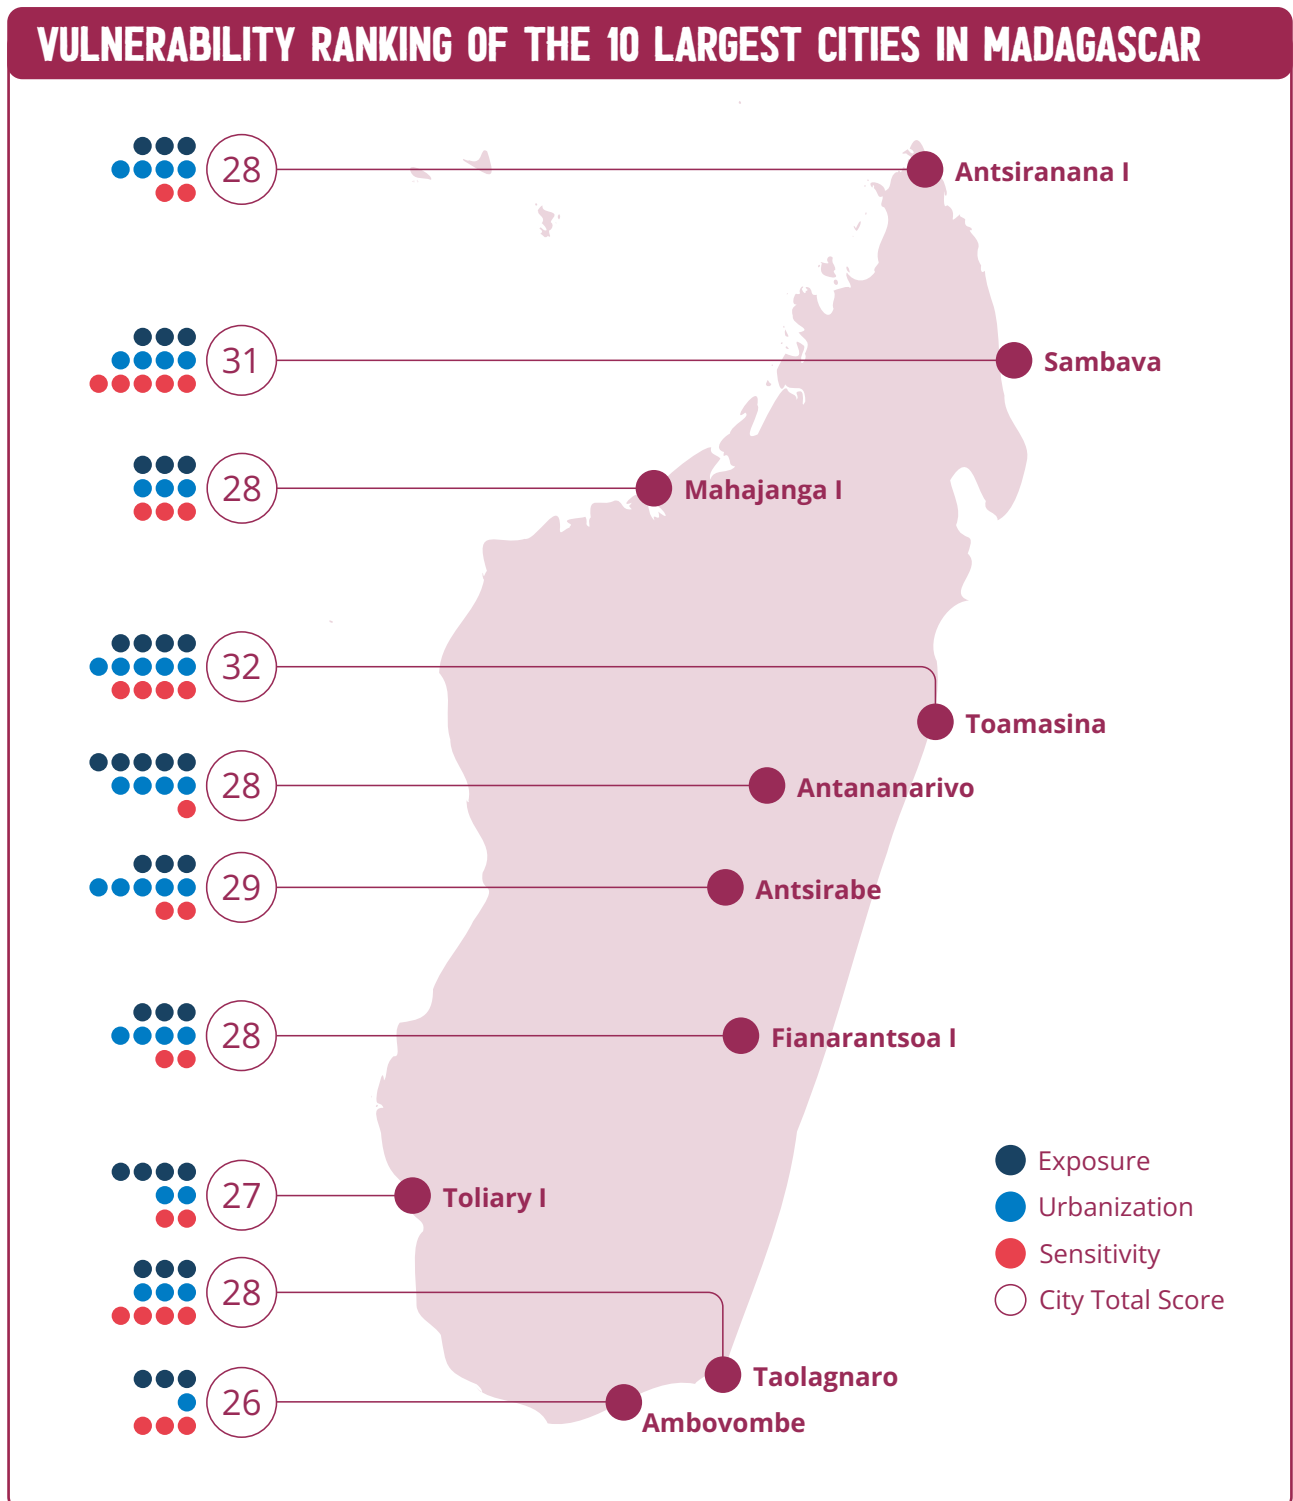 VULNERABILITY RANKING OF THE 10 LARGEST CITIES IN MADAGASCAR
28
Antsiranana I
31
Sambava
28
Mahajanga I
32
Toamasina
28
Antananarivo
29
Antsirabe
28
Fianarantsoa I
27
Toliary I
28
Taolagnaro
26
Ambovombe
Exposure
Urbanization
Sensitivity
City Total Score